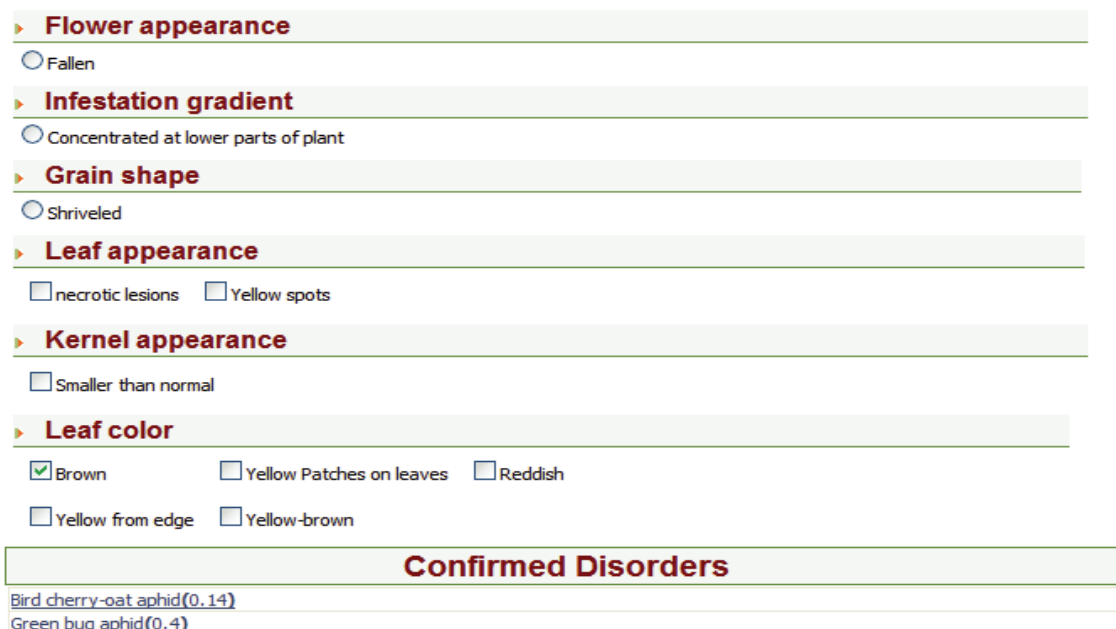 Flower appearance
Fallen
Infestation gradient
Concentrated at lower parts of plant
Grain shape
Shriveled
Leaf appearance
necrotic lesions Yellow spots
Kernel appearance
Smaller than normal
Leaf color
Brown Yellow Patches on leaves Reddish
Yellow from edge Yellow-brown
Confirmed Disorders
Bird cherry-oat aphid(0.14)
Green bug aphid(0.4)